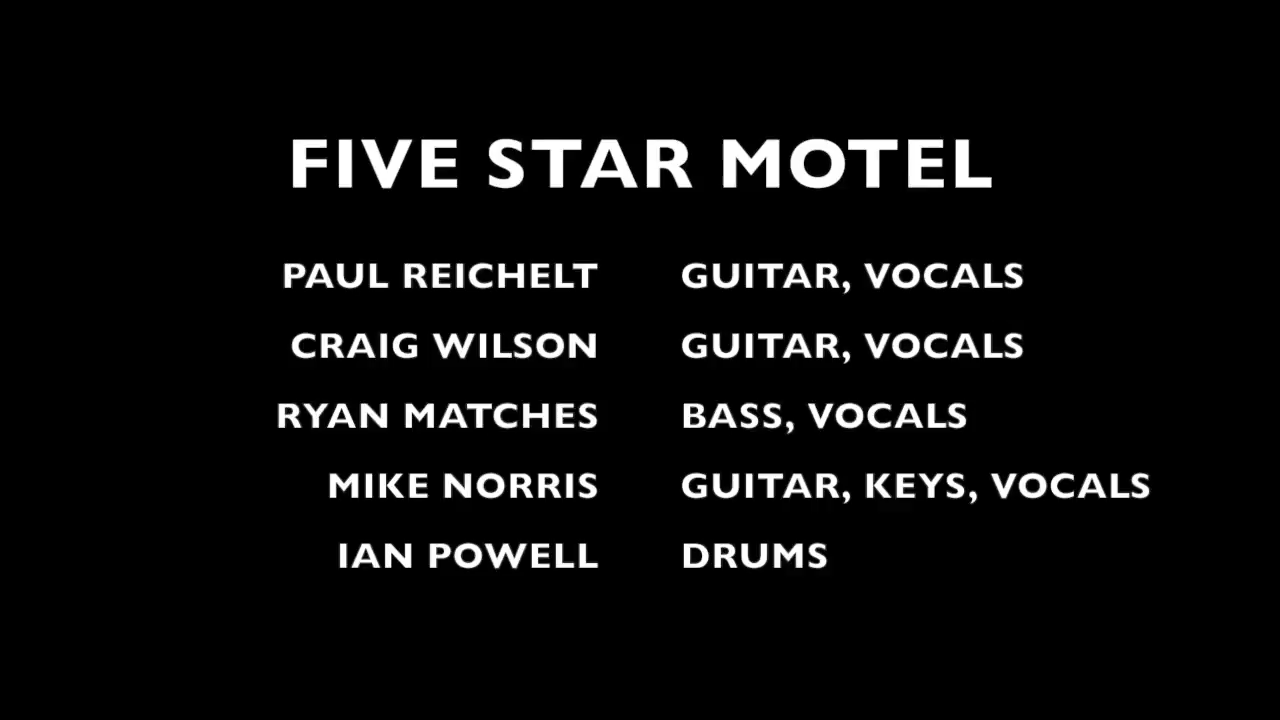 FIVE STAR MOTEL
PAUL REICHELT GUITAR, VOCALS
CRAIG WILSON GUITAR, VOCALS
RYAN MATCHES BASS, VOCALS
MIKE NORRIS GUITAR, KEYS, VOCALS
IAN POWELL DRUMS